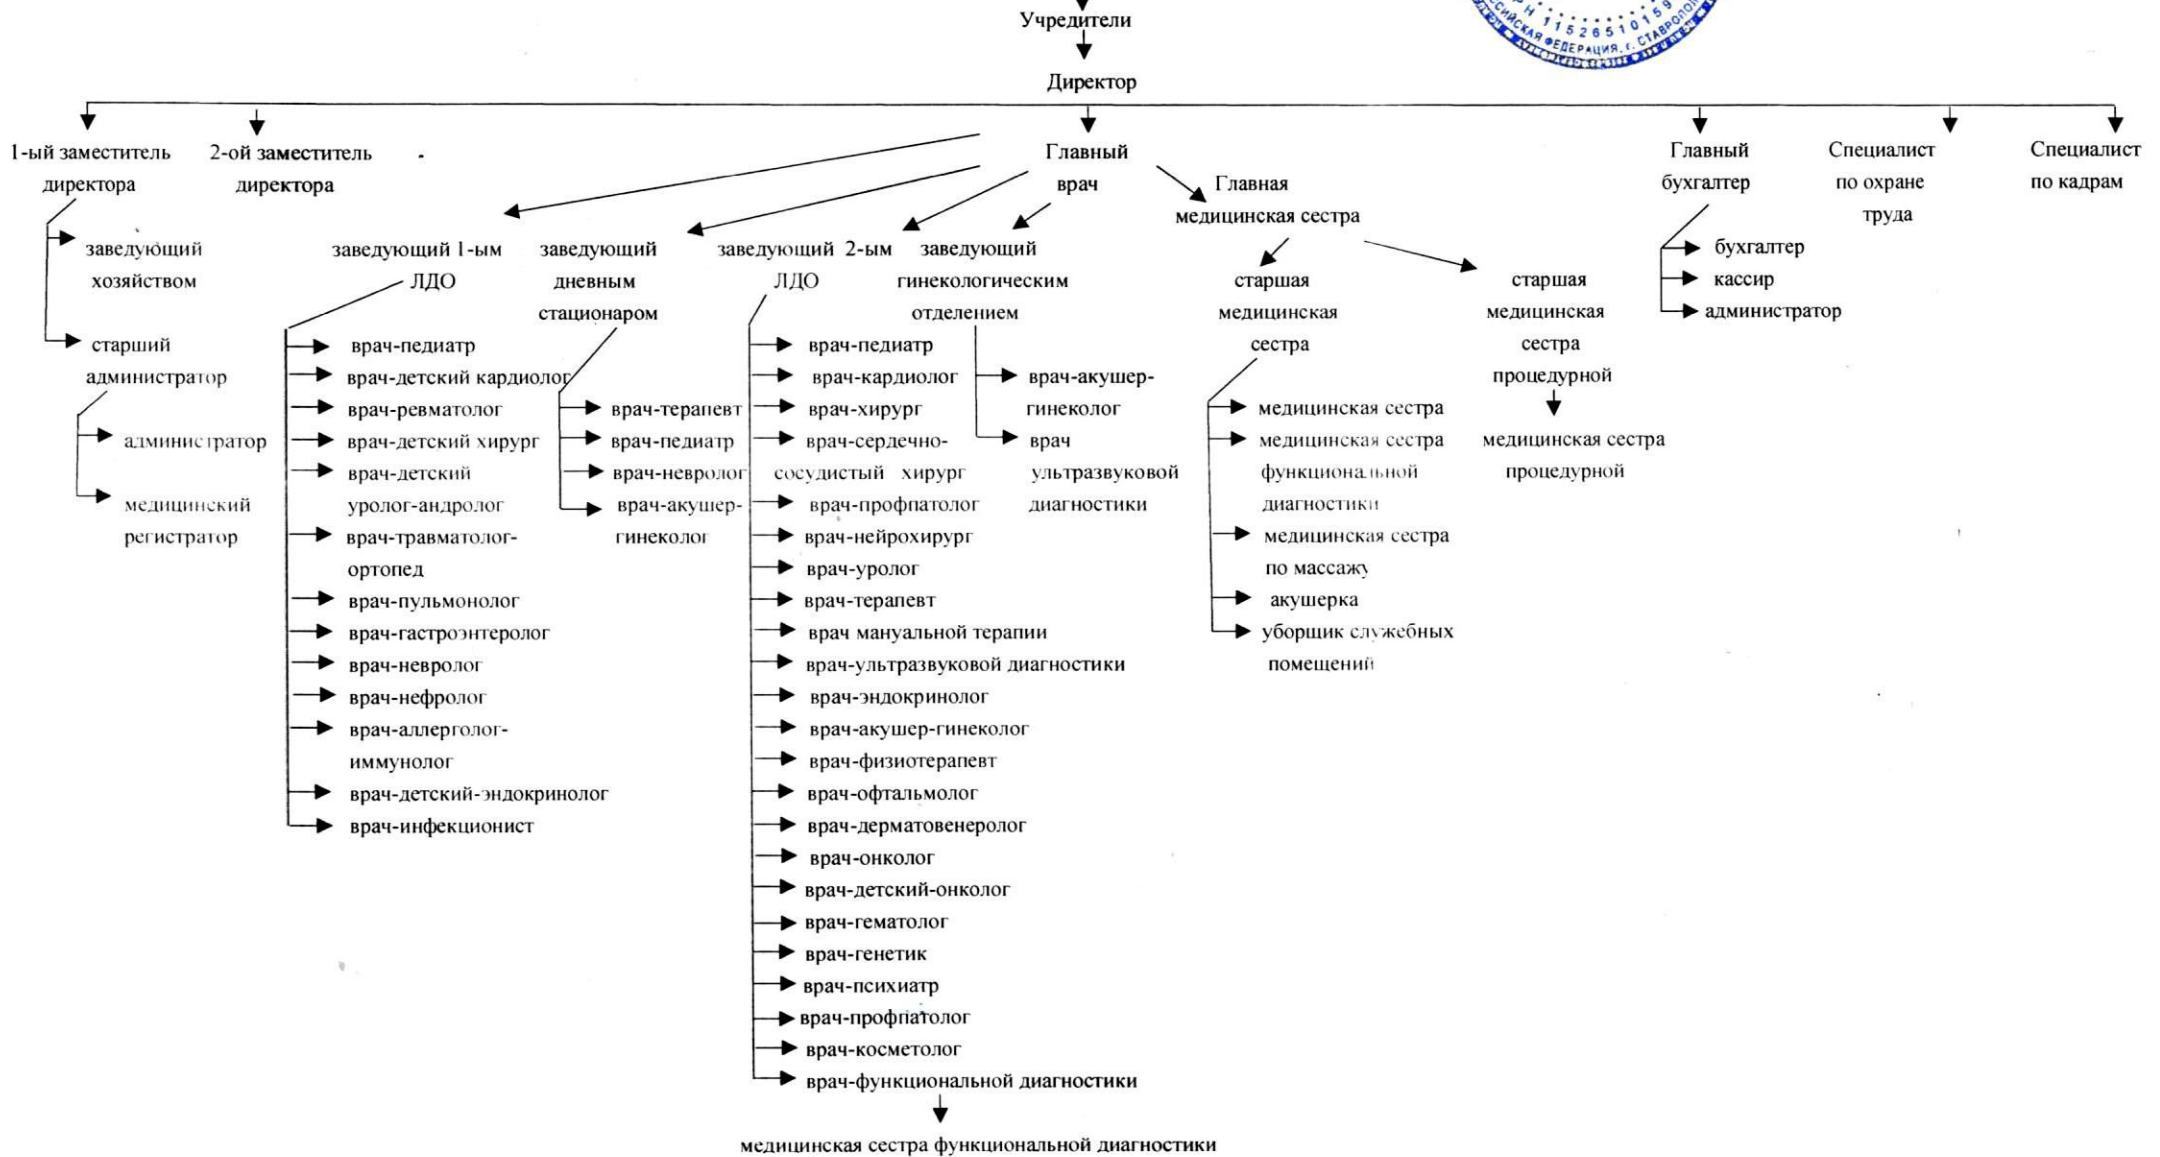 Учредители
Директор
РН 11526510159
СИЙСКАЯ ФЕДЕРАЦИЯ, г. СТАВРОПОЛ
1-ый заместитель
директора
2-ой заместитель
директора
Главный
врач
Главная
медицинская сестра
Главный
бухгалтер
Специалист
по охране
труда
Специалист
по кадрам
заведующий
хозяйством
старший
администратор
администратор
медицинский
регистратор
заведующий 1-ым
ЛДО
врач-педиатр
врач-детский кардиолог
врач-ревматолог
врач-детский хирург
врач-детский
уролог-андролог
врач-травматолог-
ортопед
врач-пульмонолог
врач-гастроэнтеролог
врач-невролог
врач-нефролог
врач-аллерголог-
иммунолог
врач-детский-эндокринолог
врач-инфекционист
заведующий
дневным
стационаром
врач-терапевт
врач-педиатр
врач-невролог
врач-акушер-
гинеколог
заведующий 2-ым
ЛДО
врач-педиатр
врач-кардиолог
врач-хирург
врач-сердечно-
сосудистый хирург
врач-профпатолог
врач-нейрохирург
врач-уролог
врач-терапевт
врач мануальной терапии
врач-ультразвуковой диагностики
врач-эндокринолог
врач-акушер-гинеколог
врач-физиотерапевт
врач-офтальмолог
врач-дерматовенеролог
врач-онколог
врач-детский-онколог
врач-гематолог
врач-генетик
врач-психиатр
врач-профпатолог
врач-косметолог
врач-функциональной диагностики
медицинская сестра функциональной диагностики
заведующий
гинекологическим
отделением
врач-акушер-
гинеколог
врач
ультразвуковой
диагностики
старшая
медицинская
сестра
медицинская сестра
медицинская сестра
функциональной
диагностики
медицинская сестра
по массажу
акушерка
уборщик служебных
помещений
старшая
медицинская
сестра
процедурной
медицинская сестра
процедурной
бухгалтер
кассир
администратор